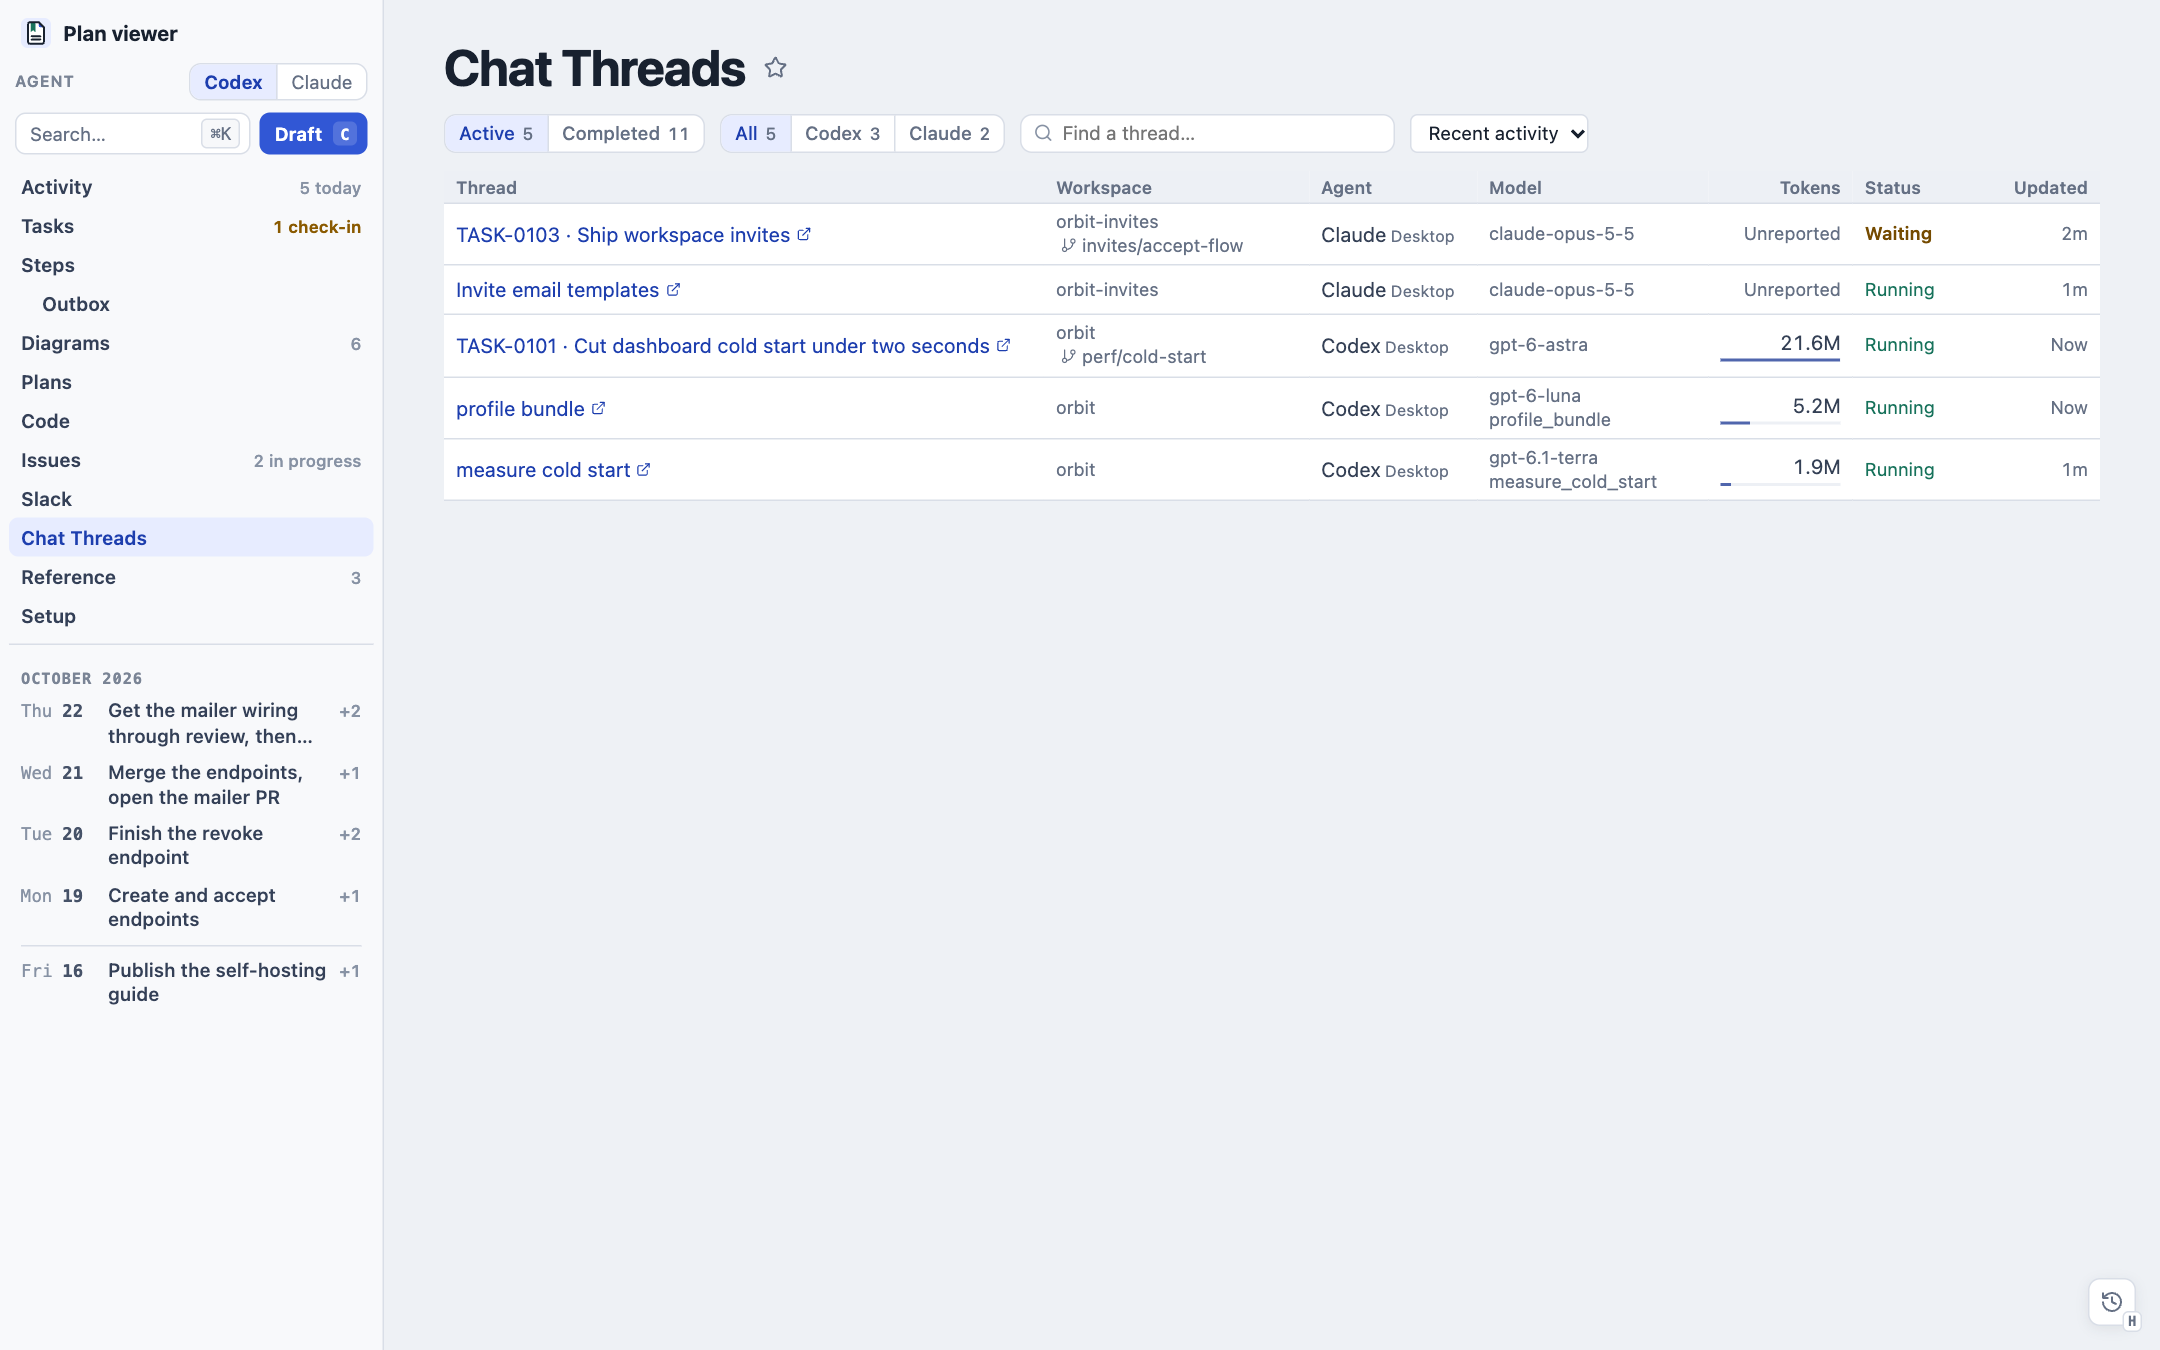 Plan viewer
AGENT
Codex
Claude
Search...
⌘K
Draft C
Activity
5 today
Tasks
1 check-in
Steps
Outbox
Diagrams
6
Plans
Code
Issues
2 in progress
Slack
Chat Threads
Reference
3
Setup
OCTOBER 2026
Thu 22 Get the mailer wiring +2
through review, then...
Wed 21 Merge the endpoints, +1
open the mailer PR
Tue 20 Finish the revoke +2
endpoint
Mon 19 Create and accept +1
endpoints
Fri 16 Publish the self-hosting +1
guide
Chat Threads
Active 5
Completed 11
All 5
Codex 3
Claude 2
Find a thread...
Recent activity
Thread Workspace Agent Model Tokens Status Updated
TASK-0103 · Ship workspace invites
orbit-invites
invites/accept-flow
Claude Desktop
claude-opus-5-5
Unreported
Waiting
2m
Invite email templates
orbit-invites
Claude Desktop
claude-opus-5-5
Unreported
Running
1m
TASK-0101 · Cut dashboard cold start under two seconds
orbit
perf/cold-start
Codex Desktop
gpt-6-astra
21.6M
Running
Now
profile bundle
orbit
Codex Desktop
gpt-6-luna
profile_bundle
5.2M
Running
Now
measure cold start
orbit
Codex Desktop
gpt-6.1-terra
measure_cold_start
1.9M
Running
1m
H